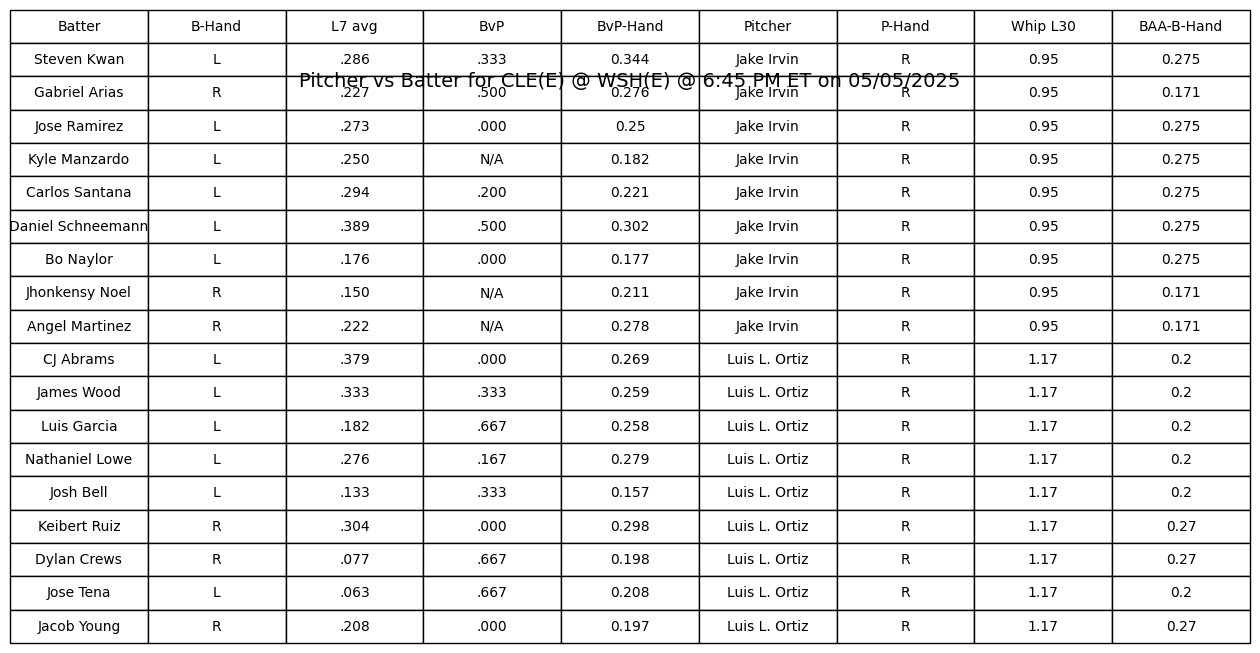 Batter B-Hand L7 avg BvP BvP-Hand Pitcher P-Hand Whip L30 BAA-B-Hand
Steven Kwan L .286 .333 0.344 Jake Irvin R 0.95 0.275
Pitcher vs Batter for CLE(E) @ WSH(E) @ 6:45 PM ET on 05/05/2025
Gabriel Arias R .227 .500 0.276 Jake Irvin R 0.95 0.171
Jose Ramirez L .273 .000 0.25 Jake Irvin R 0.95 0.275
Kyle Manzardo L .250 N/A 0.182 Jake Irvin R 0.95 0.275
Carlos Santana L .294 .200 0.221 Jake Irvin R 0.95 0.275
Daniel Schneemann L .389 .500 0.302 Jake Irvin R 0.95 0.275
Bo Naylor L .176 .000 0.177 Jake Irvin R 0.95 0.275
Jhonkensy Noel R .150 N/A 0.211 Jake Irvin R 0.95 0.171
Angel Martinez R .222 N/A 0.278 Jake Irvin R 0.95 0.171
CJ Abrams L .379 .000 0.269 Luis L. Ortiz R 1.17 0.2
James Wood L .333 .333 0.259 Luis L. Ortiz R 1.17 0.2
Luis Garcia L .182 .667 0.258 Luis L. Ortiz R 1.17 0.2
Nathaniel Lowe L .276 .167 0.279 Luis L. Ortiz R 1.17 0.2
Josh Bell L .133 .333 0.157 Luis L. Ortiz R 1.17 0.2
Keibert Ruiz R .304 .000 0.298 Luis L. Ortiz R 1.17 0.27
Dylan Crews R .077 .667 0.198 Luis L. Ortiz R 1.17 0.27
Jose Tena L .063 .667 0.208 Luis L. Ortiz R 1.17 0.2
Jacob Young R .208 .000 0.197 Luis L. Ortiz R 1.17 0.27